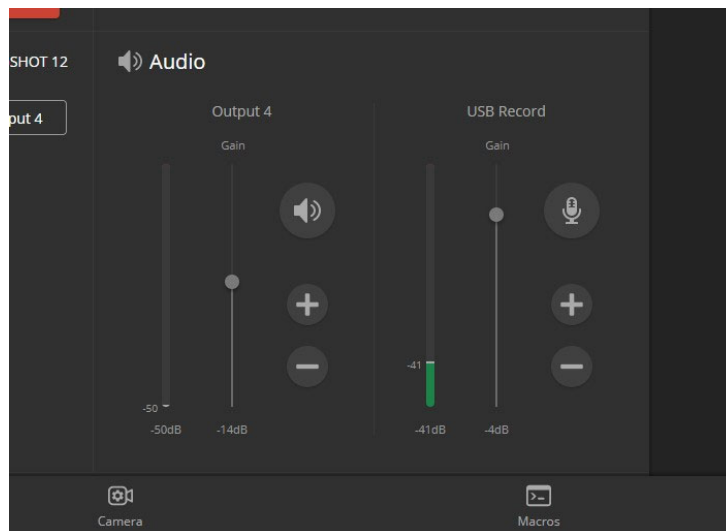 SHOT 12
Audio
put 4
Output 4
USB Record
Gain
Gain
-41
-50
-50dB
-14dB
-41dB
-4dB
Camera
Macros